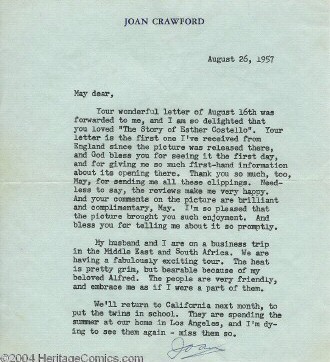 JOAN CRAWFORD
August 26, 1957
May dear,
Your wonderful letter of August 16th was
forwarded to me, and I am so delighted that
you loved "The Story of Esther Costello". Your
letter is the first one I've received from
England since the picture was released there,
and God bless you for seeing it the first day,
and for giving me so much first-hand information
about its opening there. Thank you so much, too,
May, for sending me all these clippings. Need-
less to say, the reviews make me very happy.
And your comments on the picture are brilliant
and complimentary, May. I'm so pleased that
the picture brought you such enjoyment. And
bless you for telling me about it so promptly.
My husband and I are on a business trip
in the Middle East and South Africa. We are
having a fabulously exciting tour. The heat
is pretty grim, but bearable because of my
beloved Alfred. The people are very friendly,
and embrace me as if I were a part of them.
We'll return to California next month, to
put the twins in school. They are spending the
summer at our home in Los Angeles, and I'm dy-
ing to see them again - miss them so.
Joan
©2004 HeritageComics.com